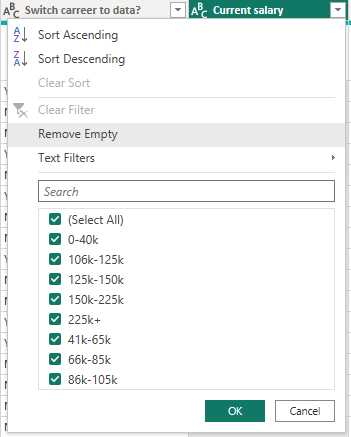 ABC Switch carreer to data? ABC Current salary
A Z Sort Ascending
Z A Sort Descending
Clear Sort
Clear Filter
Remove Empty
Text Filters
Search
(Select All)
0-40k
106k-125k
125k-150k
150k-225k
225k+
41k-65k
66k-85k
86k-105k
OK Cancel